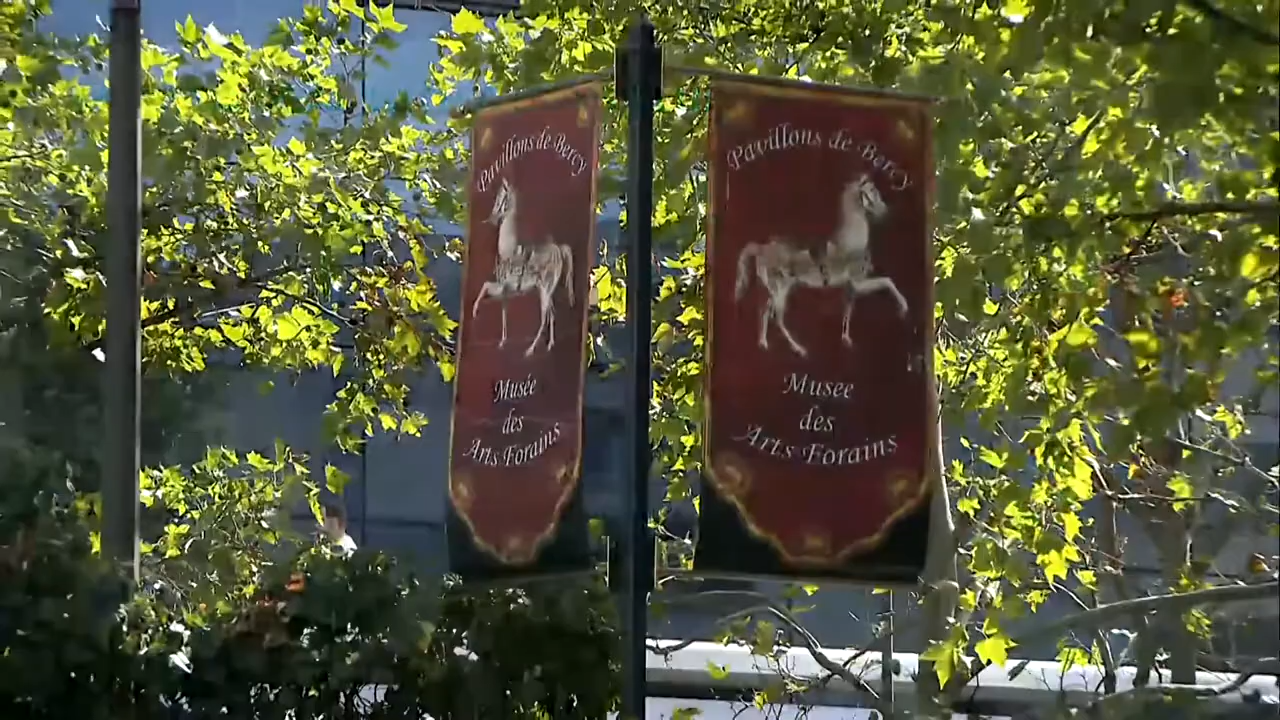 Pavillons de Bercy
Musée
des
Arts Forains
Pavillons de Bercy
Musee
des
Arts Forains